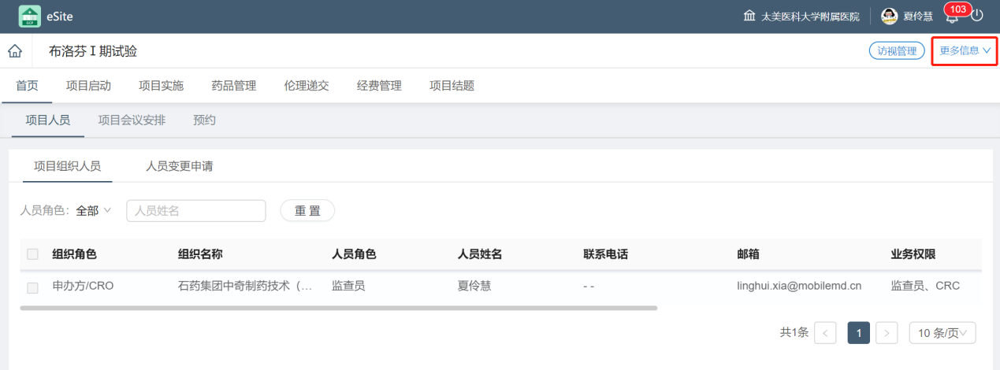 eSite 太美医科大学附属医院 夏伶慧 103
布洛芬Ⅰ期试验 访视管理 更多信息
首页 项目启动 项目实施 药品管理 伦理递交 经费管理 项目结题
项目人员 项目会议安排 预约
项目组织人员 人员变更申请
人员角色: 全部 人员姓名 重 置
组织角色 组织名称 人员角色 人员姓名 联系电话 邮箱 业务权限
申办方/CRO 石药集团中奇制药技术（... 监查员 夏伶慧 - - linghui.xia@mobilemd.cn 监查员、CRC
共1条 < 1 > 10 条/页